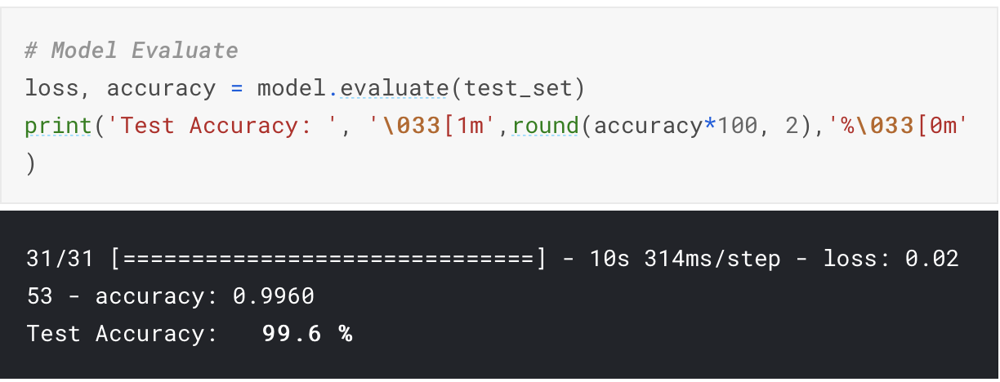 # Model Evaluate
loss, accuracy = model.evaluate(test_set)
print('Test Accuracy: ', '\033[1m',round(accuracy*100, 2),'%\033[0m'
)
31/31 [==============================] - 10s 314ms/step - loss: 0.02
53 - accuracy: 0.9960
Test Accuracy:   99.6 %